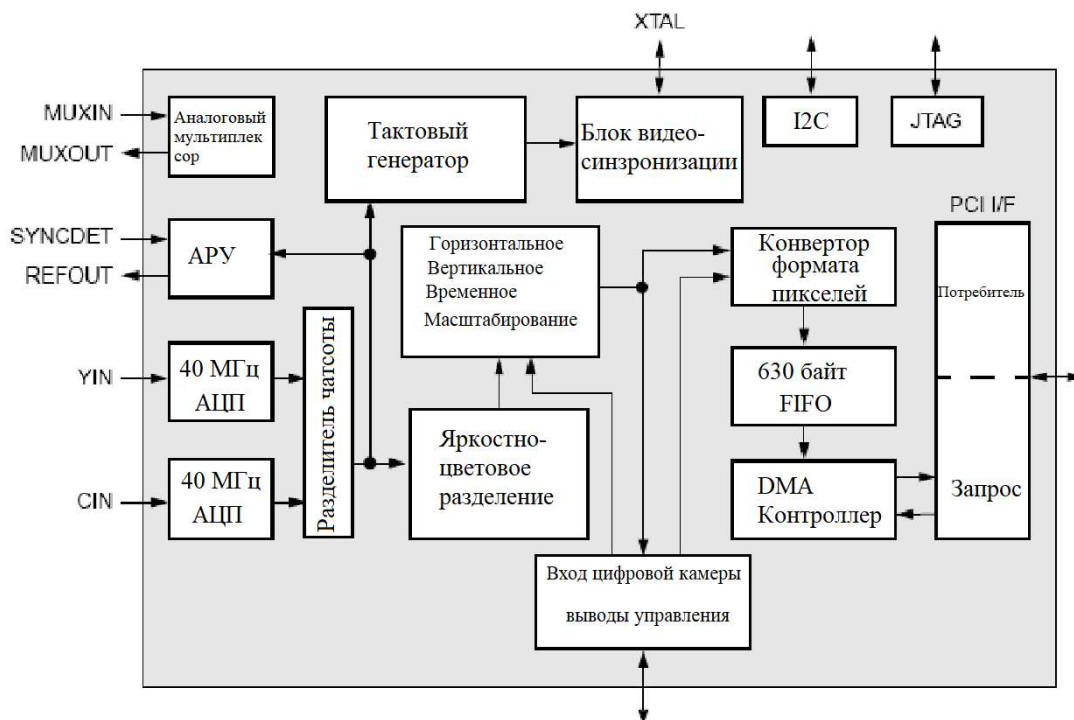 XTAL
MUXIN
MUXOUT
Аналоговый
мультиплек
сор
Тактовый
генератор
Блок видео-
синзронизации
I2C
JTAG
PCI I/F
SYNCDET
REFOUT
АРУ
Горизонтальное
Вертикальное
Временное
Масштабирование
Конвертор
формата
пикселей
Потребитель
YIN
40 МГц
АЦП
Разделитель чатсоты
630 байт
FIFO
Яркостно-
цветовое
разделение
CIN
40 МГц
АЦП
DMA
Контроллер
Запрос
Вход цифровой камеры
выводы управления